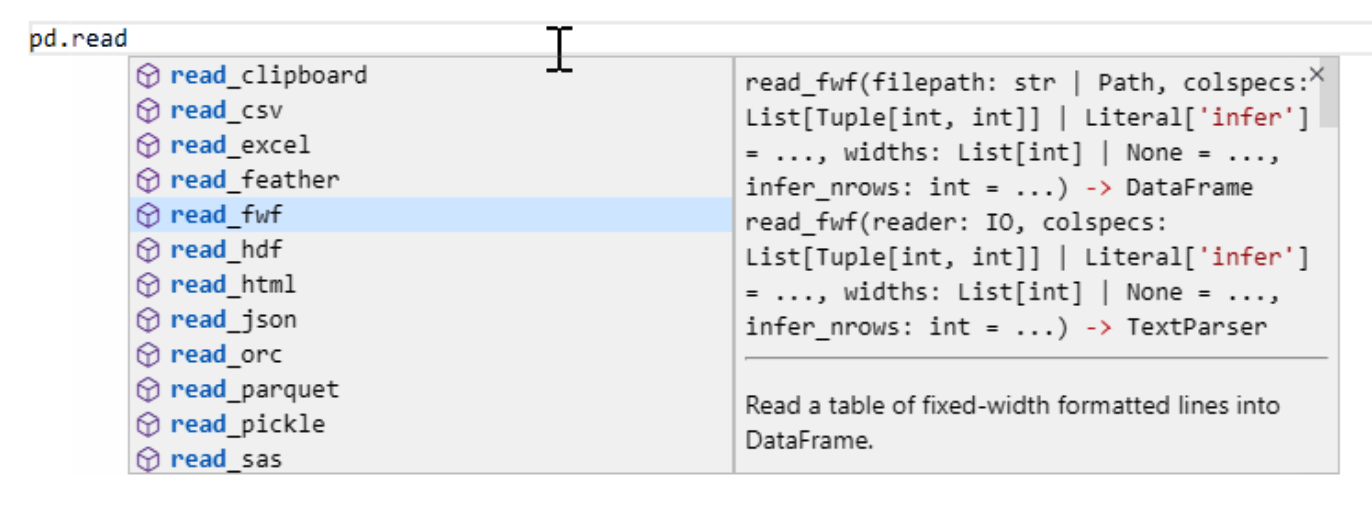 pd.read
read_clipboard
read_csv
read_excel
read_feather
read_fwf
read_hdf
read_html
read_json
read_orc
read_parquet
read_pickle
read_sas
read_fwf(filepath: str | Path, colspecs:
List[Tuple[int, int]] | Literal['infer']
= ..., widths: List[int] | None = ...,
infer_nrows: int = ...) -> DataFrame
read_fwf(reader: IO, colspecs:
List[Tuple[int, int]] | Literal['infer']
= ..., widths: List[int] | None = ...,
infer_nrows: int = ...) -> TextParser
Read a table of fixed-width formatted lines into
DataFrame.